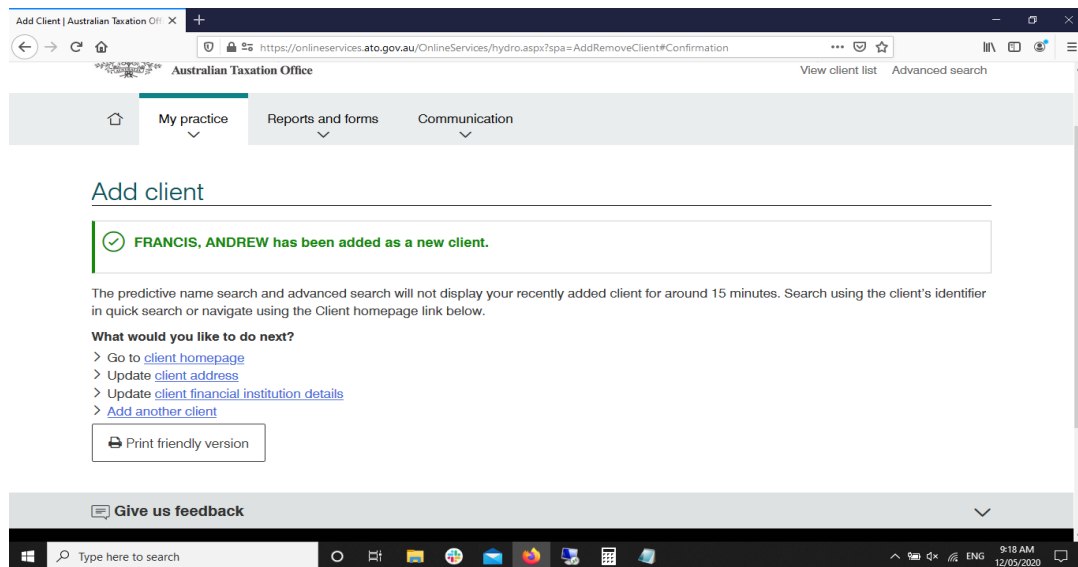 Add Client | Australian Taxation Offi
https://onlineservices.ato.gov.au/OnlineServices/hydro.aspx?spa=AddRemoveClient#Confirmation
Australian Taxation Office
View client list Advanced search
My practice Reports and forms Communication
Add client
FRANCIS, ANDREW has been added as a new client.
The predictive name search and advanced search will not display your recently added client for around 15 minutes. Search using the client's identifier
in quick search or navigate using the Client homepage link below.
What would you like to do next?
> Go to client homepage
> Update client address
> Update client financial institution details
> Add another client
Print friendly version
Give us feedback
Type here to search
ENG
9:18 AM
12/05/2020